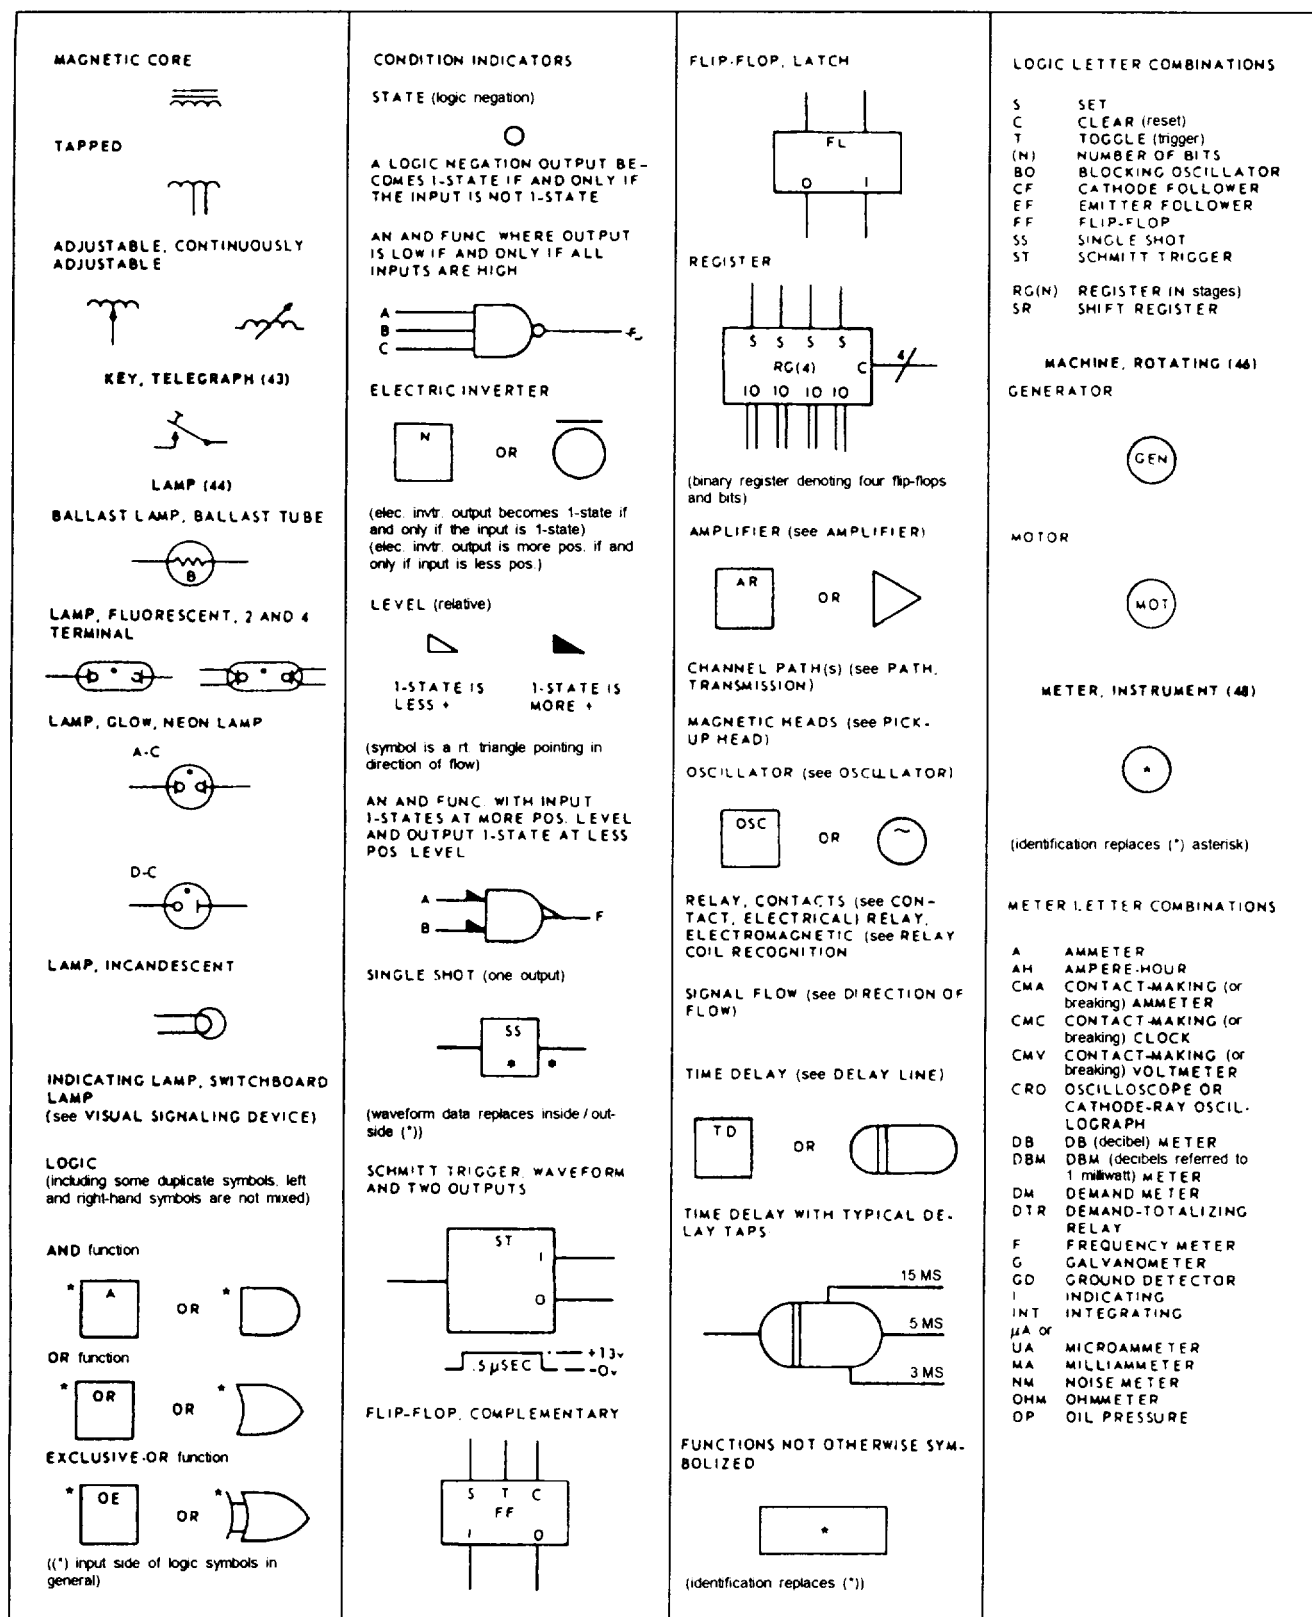 MAGNETIC CORE
TAPPED
ADJUSTABLE, CONTINUOUSLY
ADJUSTABLE
KEY, TELEGRAPH (43)
LAMP (44)
BALLAST LAMP, BALLAST TUBE
B
LAMP, FLUORESCENT, 2 AND 4
TERMINAL
*
*
LAMP, GLOW, NEON LAMP
A-C
*
D-C
*
LAMP, INCANDESCENT
INDICATING LAMP, SWITCHBOARD
LAMP
(see VISUAL SIGNALING DEVICE)
LOGIC
(including some duplicate symbols, left
and right-hand symbols are not mixed)
AND function
* A OR *
OR function
* OR OR *
EXCLUSIVE-OR function
* OE OR *
((*) input side of logic symbols in
general)
CONDITION INDICATORS
STATE (logic negation)
A LOGIC NEGATION OUTPUT BE-
COMES 1-STATE IF AND ONLY IF
THE INPUT IS NOT 1-STATE
AN AND FUNC. WHERE OUTPUT
IS LOW IF AND ONLY IF ALL
INPUTS ARE HIGH
A
B F
C
ELECTRIC INVERTER
N OR
(elec. invtr. output becomes 1-state if
and only if the input is 1-state)
(elec. invtr. output is more pos. if and
only if input is less pos.)
LEVEL (relative)
1-STATE IS 1-STATE IS
LESS + MORE +
(symbol is a rt. triangle pointing in
direction of flow)
AN AND FUNC. WITH INPUT
1-STATES AT MORE POS. LEVEL
AND OUTPUT 1-STATE AT LESS
POS. LEVEL
A
B F
SINGLE SHOT (one output)
SS
* *
(waveform data replaces inside/out-
side (*))
SCHMITT TRIGGER, WAVEFORM
AND TWO OUTPUTS
ST
1
0
.5 µSEC +13v
-0v
FLIP-FLOP, COMPLEMENTARY
S T C
FF
1 0
FLIP-FLOP, LATCH
FL
0 1
REGISTER
S S S S
RG(4) C 4
10 10 10 10
(binary register denoting four flip-flops
and bits)
AMPLIFIER (see AMPLIFIER)
AR OR
CHANNEL PATH(s) (see PATH,
TRANSMISSION)
MAGNETIC HEADS (see PICK-
UP HEAD)
OSCILLATOR (see OSCILLATOR)
OSC OR ~
RELAY, CONTACTS (see CON-
TACT, ELECTRICAL) RELAY,
ELECTROMAGNETIC (see RELAY
COIL RECOGNITION
SIGNAL FLOW (see DIRECTION OF
FLOW)
TIME DELAY (see DELAY LINE)
TD OR
TIME DELAY WITH TYPICAL DE-
LAY TAPS
15 MS
5 MS
3 MS
FUNCTIONS NOT OTHERWISE SYM-
BOLIZED
*
(identification replaces (*))
LOGIC LETTER COMBINATIONS
S SET
C CLEAR (reset)
T TOGGLE (trigger)
(N) NUMBER OF BITS
BO BLOCKING OSCILLATOR
CF CATHODE FOLLOWER
EF EMITTER FOLLOWER
FF FLIP-FLOP
SS SINGLE SHOT
ST SCHMITT TRIGGER
RG(N) REGISTER (N stages)
SR SHIFT REGISTER
MACHINE, ROTATING (46)
GENERATOR
GEN
MOTOR
MOT
METER, INSTRUMENT (48)
*
(identification replaces (*) asterisk)
METER LETTER COMBINATIONS
A AMMETER
AH AMPERE-HOUR
CMA CONTACT-MAKING (or
breaking) AMMETER
CMC CONTACT-MAKING (or
breaking) CLOCK
CMV CONTACT-MAKING (or
breaking) VOLTMETER
CRO OSCILLOSCOPE OR
CATHODE-RAY OSCIL-
LOGRAPH
DB DB (decibel) METER
DBM DBM (decibels referred to
1 milliwatt) METER
DM DEMAND METER
DTR DEMAND-TOTALIZING
RELAY
F FREQUENCY METER
G GALVANOMETER
GD GROUND DETECTOR
I INDICATING
INT INTEGRATING
µA or
UA MICROAMMETER
MA MILLIAMMETER
NM NOISE METER
OHM OHMMETER
OP OIL PRESSURE